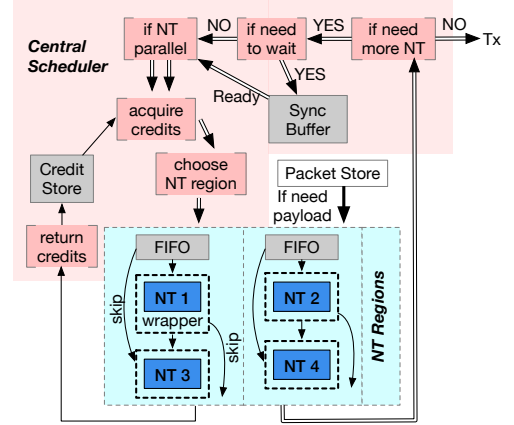 if NT
parallel
NO
if need
to wait
YES
if need
more NT
NO
Tx
Central
Scheduler
YES
Ready
Sync
Buffer
acquire
credits
Credit
Store
choose
NT region
Packet Store
If need
payload
return
credits
FIFO
FIFO
NT 1
wrapper
NT 2
skip
skip
NT 3
NT 4
NT Regions